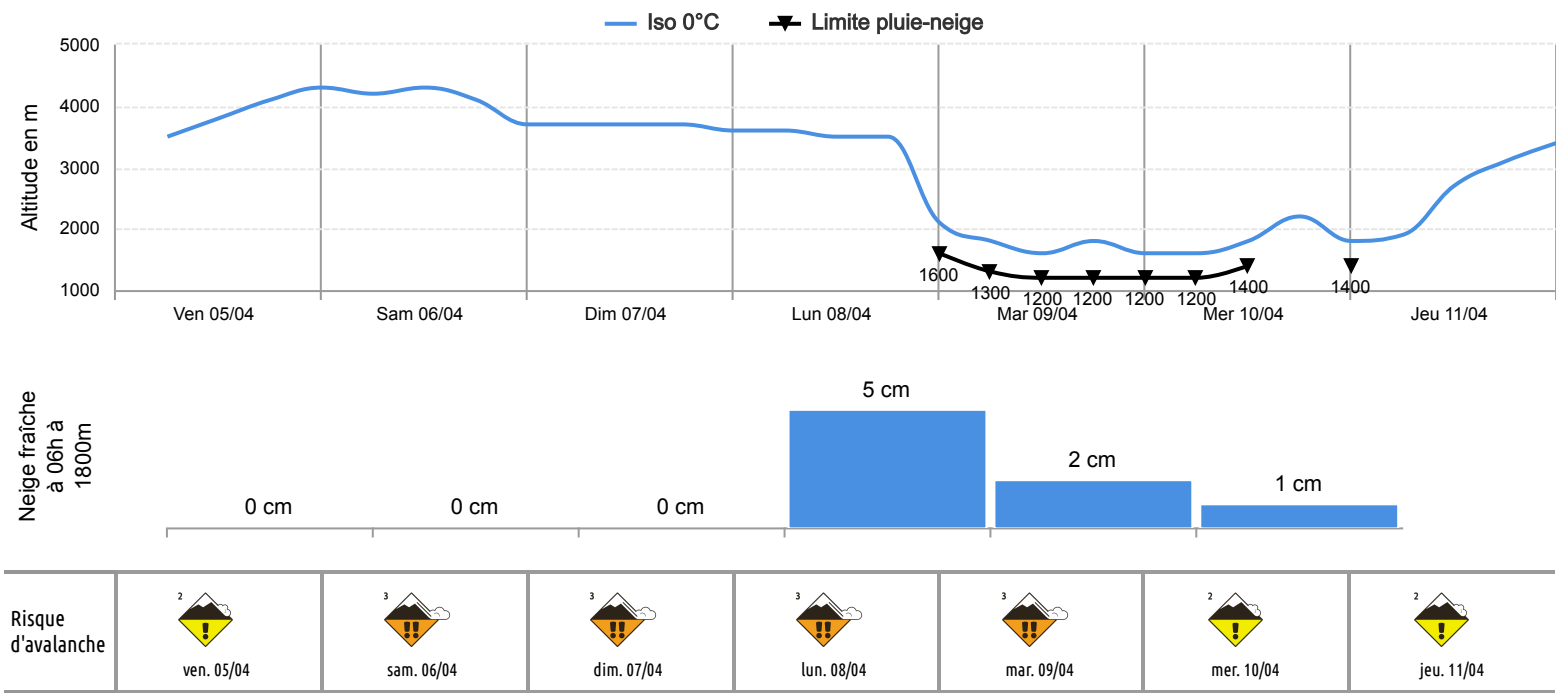 Iso 0°C Limite pluie-neige
Altitude en m
5000
4000
3000
2000
1000
1600 1300 1200 1200 1200 1200 1400 1400
Ven 05/04 Sam 06/04 Dim 07/04 Lun 08/04 Mar 09/04 Mer 10/04 Jeu 11/04
Neige fraîche
à 06h à
1800m
0 cm 0 cm 0 cm 5 cm 2 cm 1 cm
Risque
d'avalanche
2 3 3 3 3 2 2
! !! !! !! !! ! !
ven. 05/04 sam. 06/04 dim. 07/04 lun. 08/04 mar. 09/04 mer. 10/04 jeu. 11/04